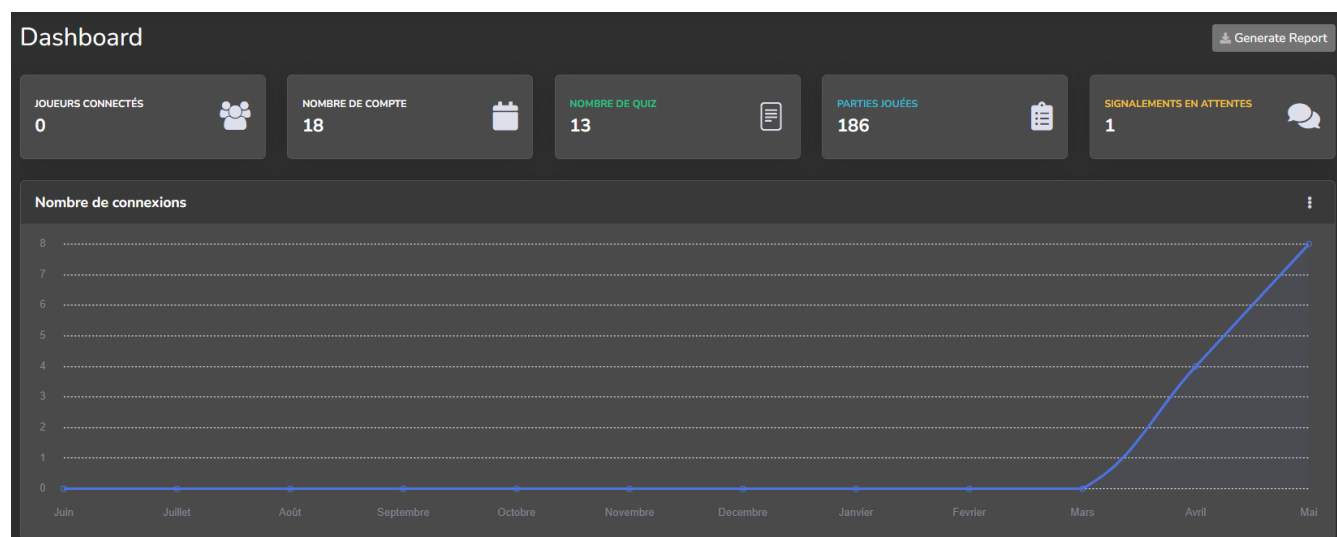 Dashboard
Generate Report
JOUEURS CONNECTÉS
0
NOMBRE DE COMPTE
18
NOMBRE DE QUIZ
13
PARTIES JOUÉES
186
SIGNALEMENTS EN ATTENTES
1
Nombre de connexions
8
7
6
5
4
3
2
1
0
Juin Juillet Août Septembre Octobre Novembre Decembre Janvier Fevrier Mars Avril Mai